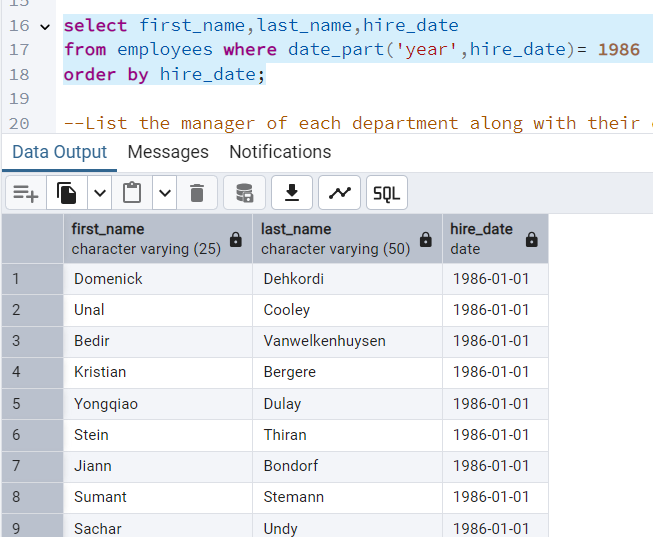 16 select first_name,last_name,hire_date
17 from employees where date_part('year',hire_date)= 1986
18 order by hire_date;
19
20 --List the manager of each department along with their
Data Output Messages Notifications
SQL
first_name last_name hire_date
character varying (25) character varying (50) date
1 Domenick Dehkordi 1986-01-01
2 Unal Cooley 1986-01-01
3 Bedir Vanwelkenhuysen 1986-01-01
4 Kristian Bergere 1986-01-01
5 Yongqiao Dulay 1986-01-01
6 Stein Thiran 1986-01-01
7 Jiann Bondorf 1986-01-01
8 Sumant Stemann 1986-01-01
9 Sachar Undy 1986-01-01